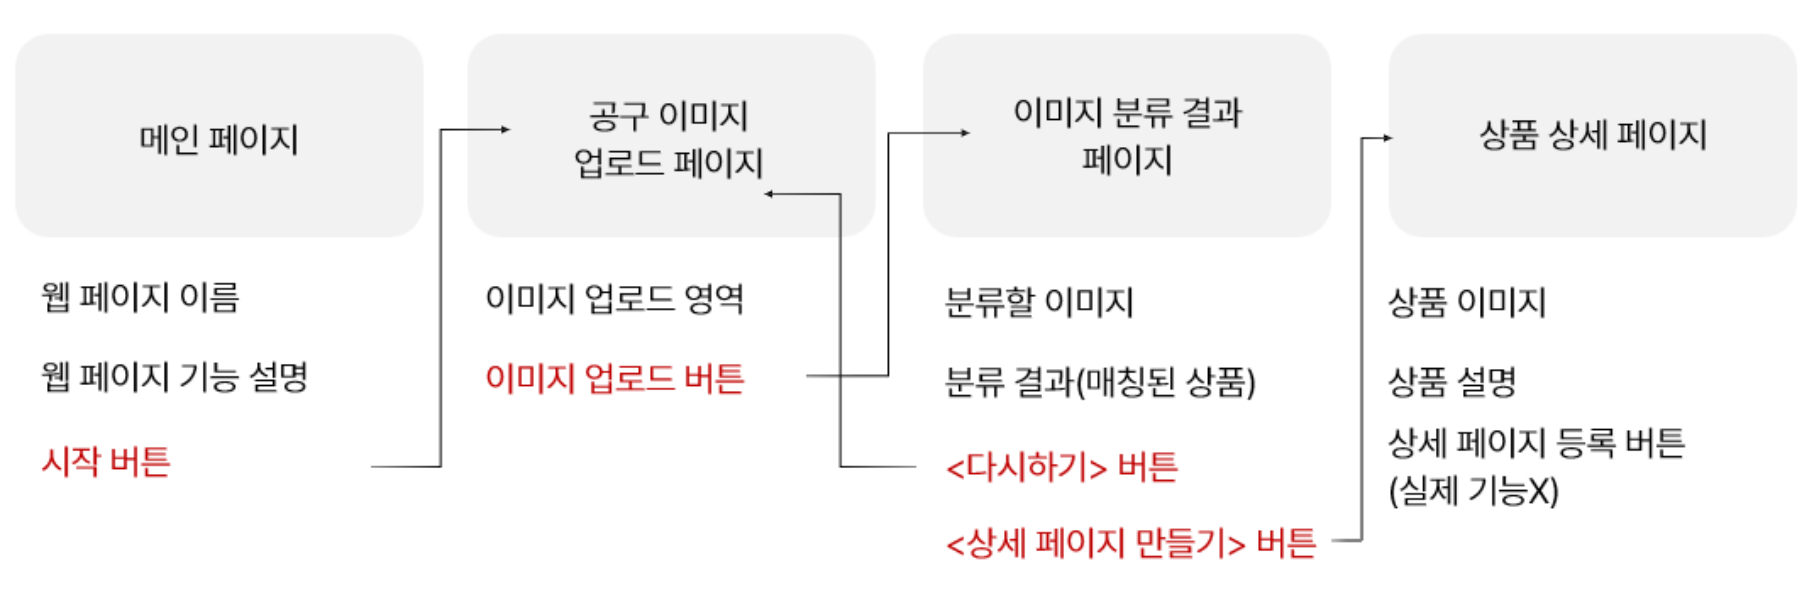 메인 페이지
웹 페이지 이름
웹 페이지 기능 설명
시작 버튼
공구 이미지
업로드 페이지
이미지 업로드 영역
이미지 업로드 버튼
이미지 분류 결과
페이지
분류할 이미지
분류 결과(매칭된 상품)
<다시하기> 버튼
<상세 페이지 만들기> 버튼
상품 상세 페이지
상품 이미지
상품 설명
상세 페이지 등록 버튼
(실제 기능X)